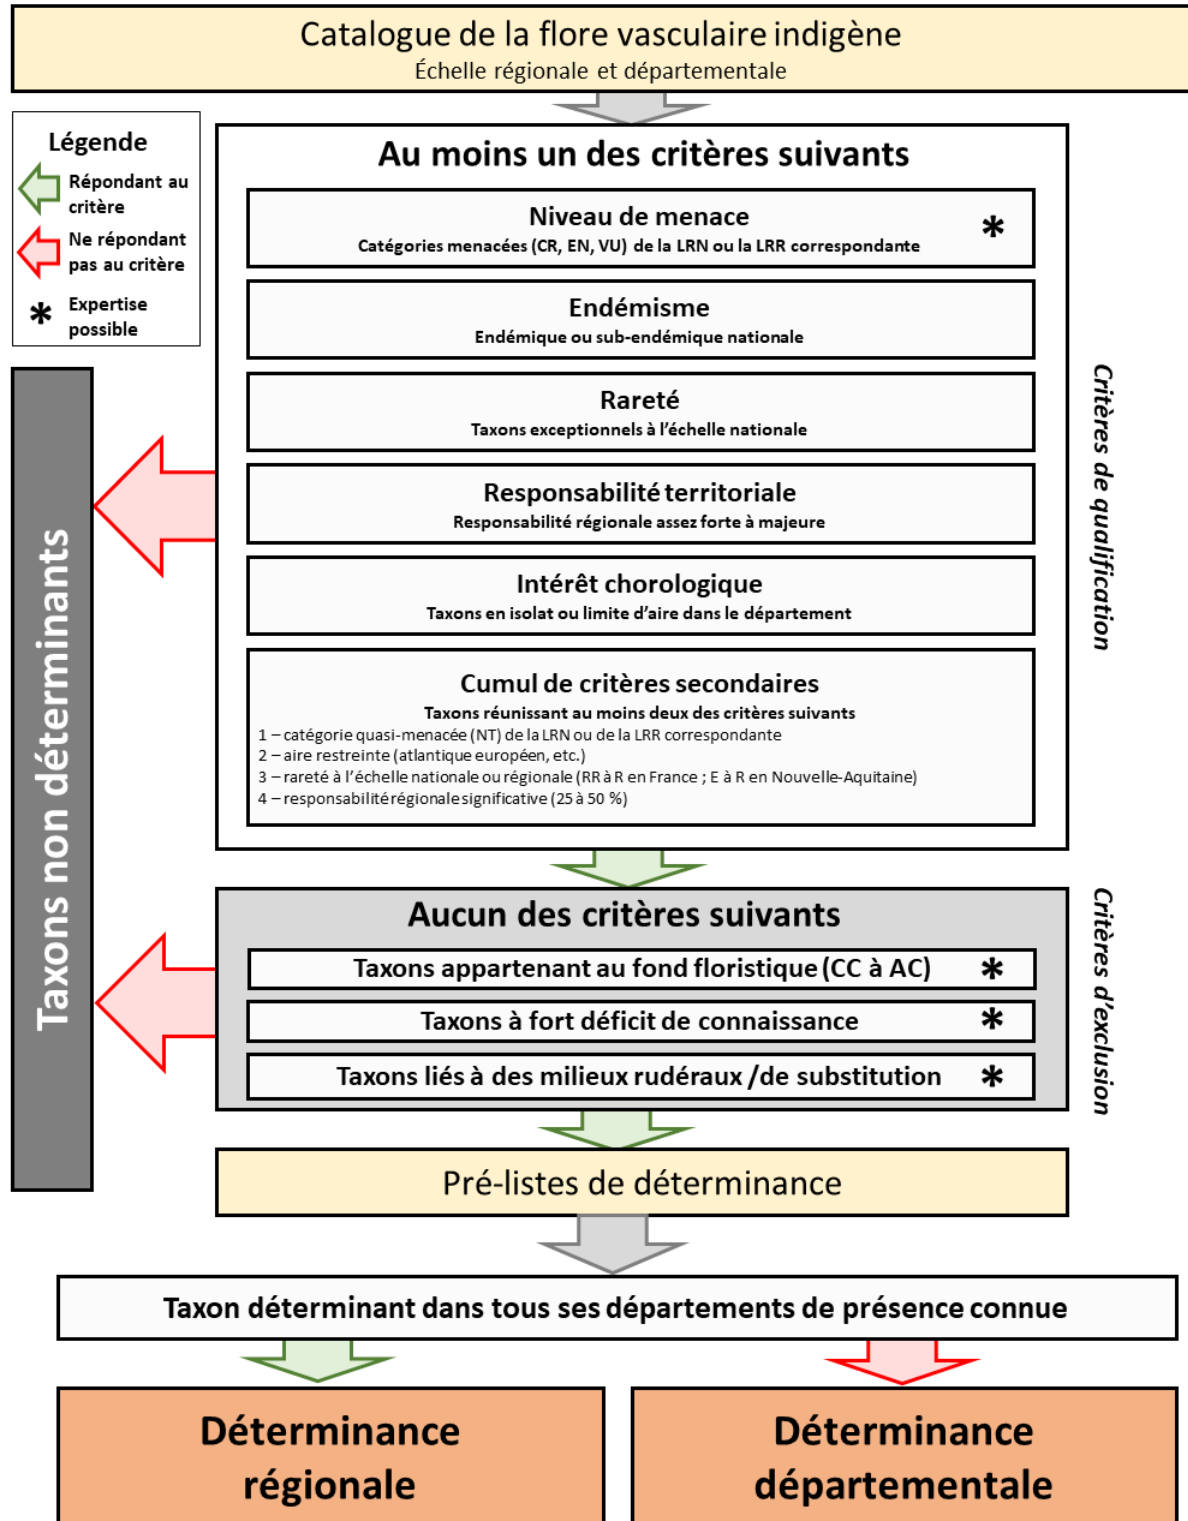 Catalogue de la flore vasculaire indigène
Échelle régionale et départementale
Légende
Répondant au
critère
Ne répondant
pas au critère
* Expertise
possible
Au moins un des critères suivants
Niveau de menace
Catégories menacées (CR, EN, VU) de la LRN ou la LRR correspondante
*
Endémisme
Endémique ou sub-endémique nationale
Rareté
Taxons exceptionnels à l'échelle nationale
Responsabilité territoriale
Responsabilité régionale assez forte à majeure
Intérêt chorologique
Taxons en isolat ou limite d'aire dans le département
Cumul de critères secondaires
Taxons réunissant au moins deux des critères suivants
1 – catégorie quasi-menacée (NT) de la LRN ou de la LRR correspondante
2 – aire restreinte (atlantique européen, etc.)
3 – rareté à l'échelle nationale ou régionale (RR à R en France ; E à R en Nouvelle-Aquitaine)
4 – responsabilité régionale significative (25 à 50 %)
Critères de qualification
Taxons non déterminants
Aucun des critères suivants
Taxons appartenant au fond floristique (CC à AC) *
Taxons à fort déficit de connaissance *
Taxons liés à des milieux rudéraux /de substitution *
Critères d'exclusion
Pré-listes de déterminance
Taxon déterminant dans tous ses départements de présence connue
Déterminance
régionale
Déterminance
départementale